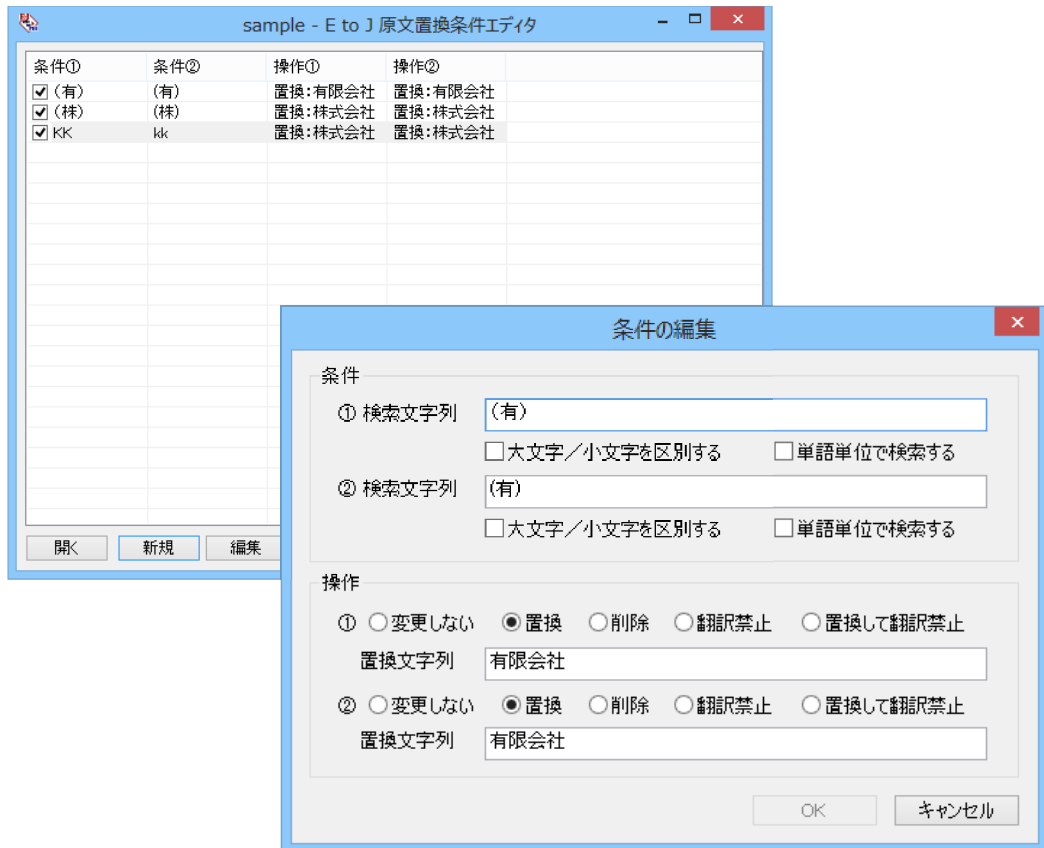 sample - E to J 原文置換条件エディタ
条件① 条件② 操作① 操作②
(有) (有) 置換:有限会社 置換:有限会社
(株) (株) 置換:株式会社 置換:株式会社
KK kk 置換:株式会社 置換:株式会社
開く 新規 編集
条件の編集
条件
① 検索文字列 (有)
大文字／小文字を区別する 単語単位で検索する
② 検索文字列 (有)
大文字／小文字を区別する 単語単位で検索する
操作
① 変更しない 置換 削除 翻訳禁止 置換して翻訳禁止
置換文字列 有限会社
② 変更しない 置換 削除 翻訳禁止 置換して翻訳禁止
置換文字列 有限会社
OK キャンセル